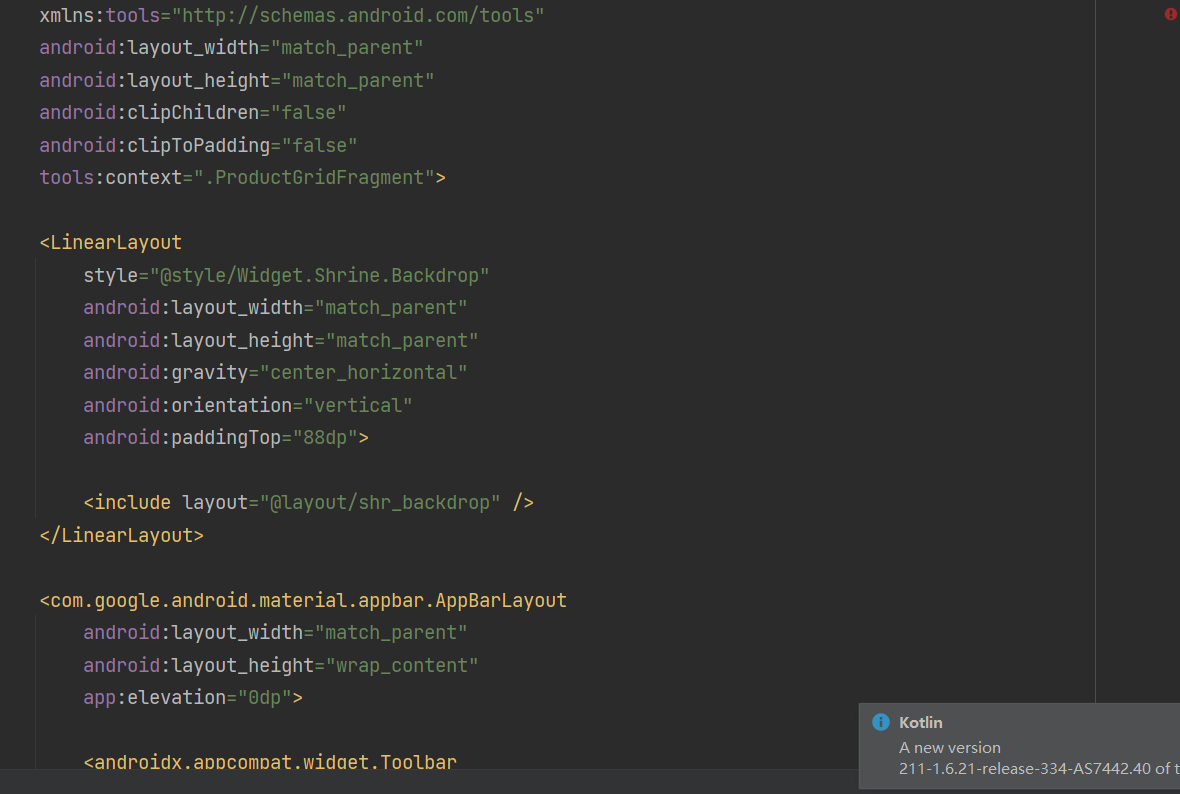 xmlns:tools="http://schemas.android.com/tools"
android:layout_width="match_parent"
android:layout_height="match_parent"
android:clipChildren="false"
android:clipToPadding="false"
tools:context=".ProductGridFragment">
<LinearLayout
style="@style/Widget.Shrine.Backdrop"
android:layout_width="match_parent"
android:layout_height="match_parent"
android:gravity="center_horizontal"
android:orientation="vertical"
android:paddingTop="88dp">
<include layout="@layout/shr_backdrop" />
</LinearLayout>
<com.google.android.material.appbar.AppBarLayout
android:layout_width="match_parent"
android:layout_height="wrap_content"
app:elevation="0dp">
<androidx.appcompat.widget.Toolbar
Kotlin
A new version
211-1.6.21-release-334-AS7442.40 of t